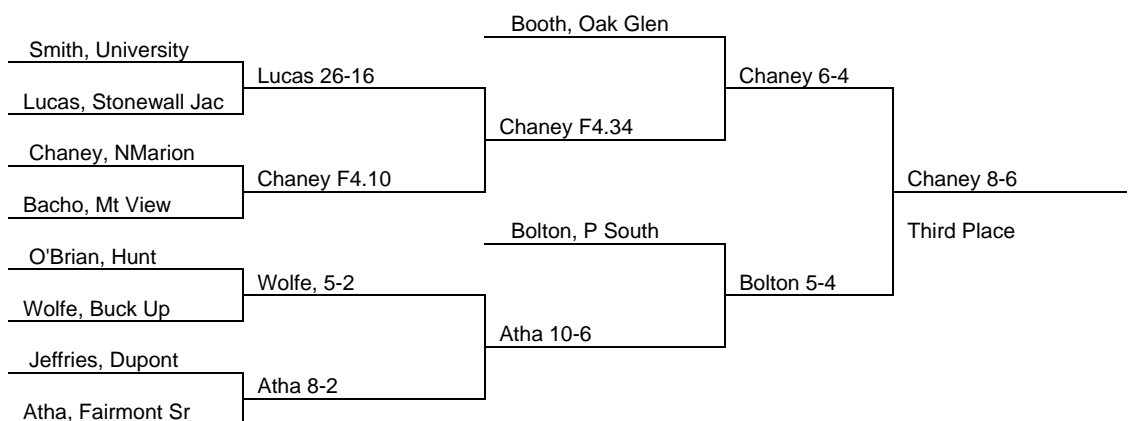 Booth, Oak Glen
Smith, University
Lucas 26-16
Chaney 6-4
Lucas, Stonewall Jac
Chaney F4.34
Chaney, NMarion
Chaney F4.10
Chaney 8-6
Bacho, Mt View
Bolton, P South
Third Place
O'Brian, Hunt
Wolfe, 5-2
Bolton 5-4
Wolfe, Buck Up
Atha 10-6
Jeffries, Dupont
Atha 8-2
Atha, Fairmont Sr